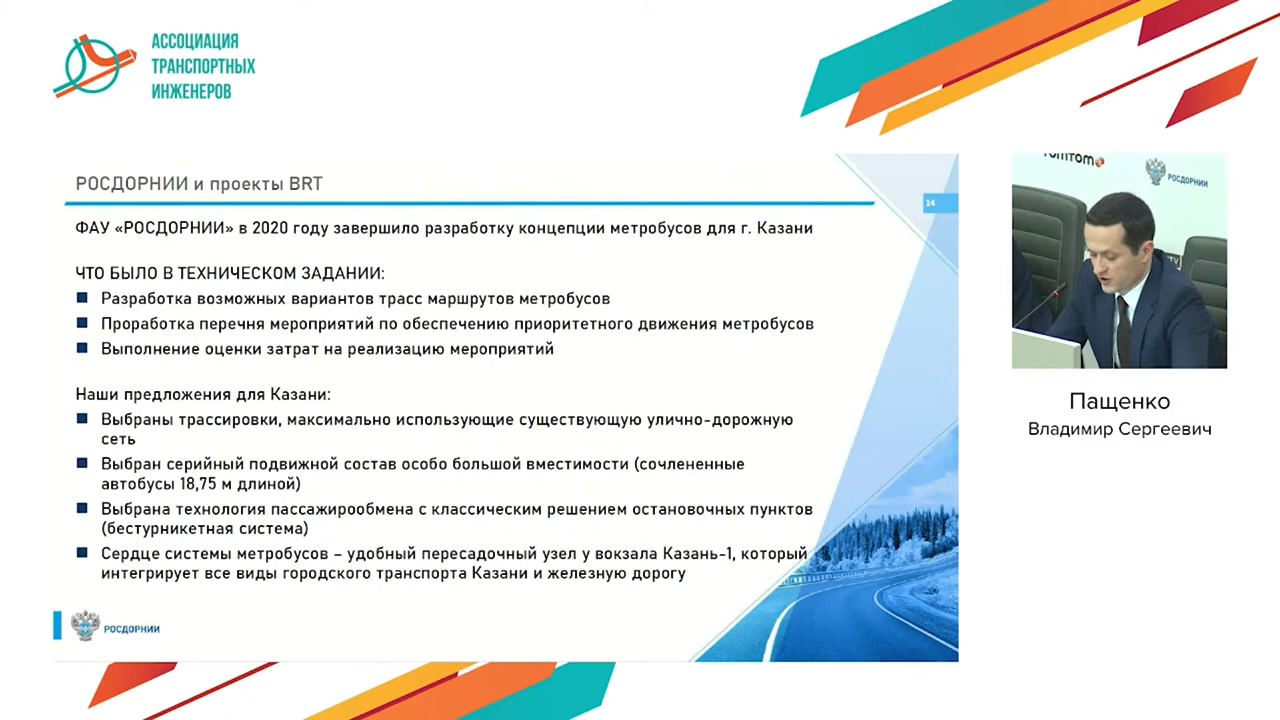 АССОЦИАЦИЯ
ТРАНСПОРТНЫХ
ИНЖЕНЕРОВ
РОСДОРНИИ и проекты BRT
14
ФАУ «РОСДОРНИИ» в 2020 году завершило разработку концепции метробусов для г. Казани
ЧТО БЫЛО В ТЕХНИЧЕСКОМ ЗАДАНИИ:
Разработка возможных вариантов трасс маршрутов метробусов
Проработка перечня мероприятий по обеспечению приоритетного движения метробусов
Выполнение оценки затрат на реализацию мероприятий
Наши предложения для Казани:
Выбраны трассировки, максимально использующие существующую улично-дорожную
сеть
Выбран серийный подвижной состав особо большой вместимости (сочлененные
автобусы 18,75 м длиной)
Выбрана технология пассажирообмена с классическим решением остановочных пунктов
(бестурникетная система)
Сердце системы метробусов – удобный пересадочный узел у вокзала Казань-1, который
интегрирует все виды городского транспорта Казани и железную дорогу
РОСДОРНИИ
tomtom
РОСДОРНИИ
Пащенко
Владимир Сергеевич